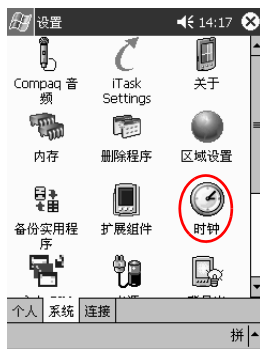 设置 14:17
Compaq 音频
iTask Settings
关于
内存
删除程序
区域设置
备份实用程序
扩展组件
时钟
个人 系统 连接
拼